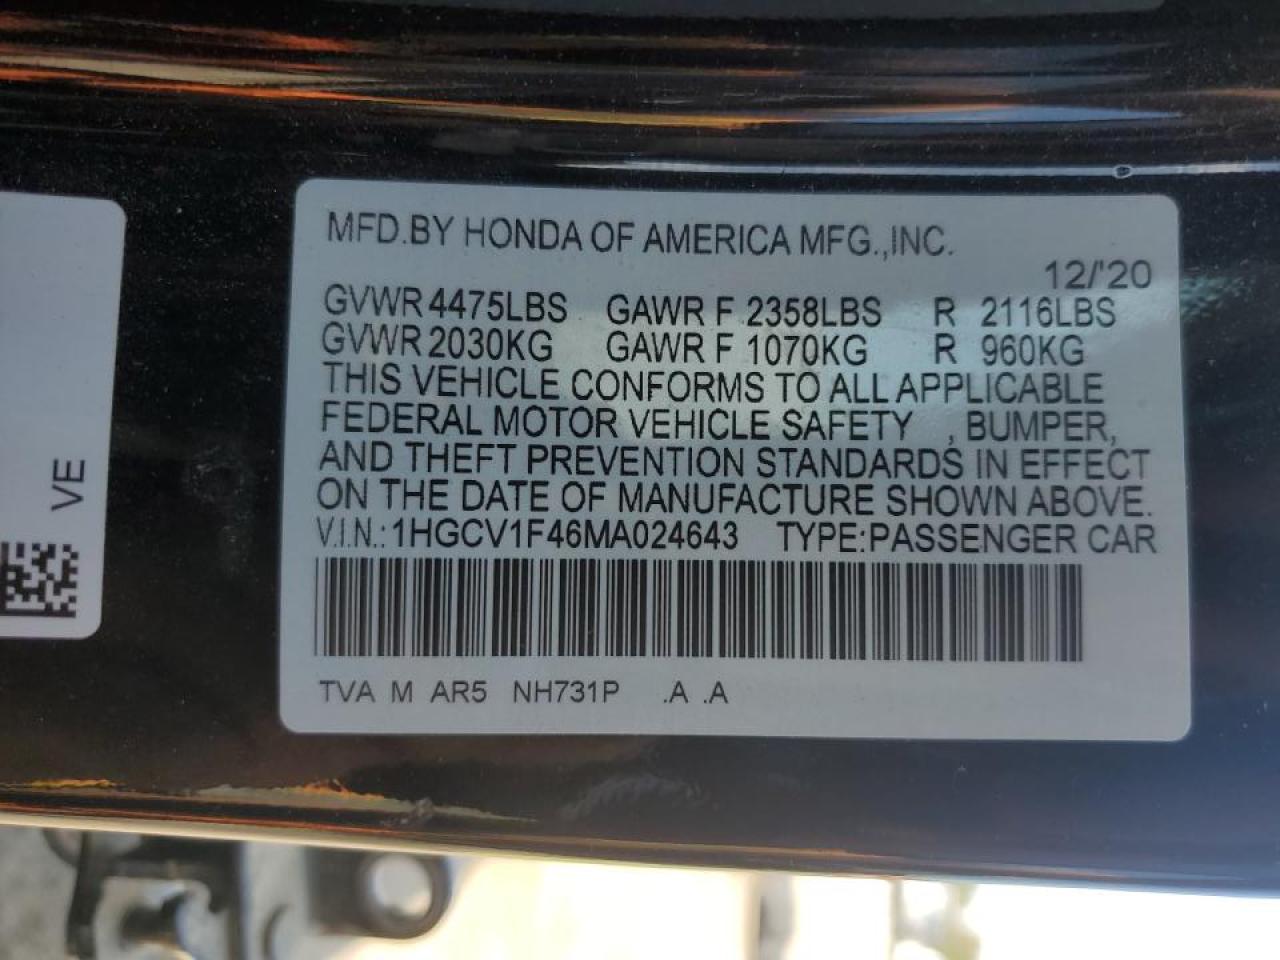 MFD.BY HONDA OF AMERICA MFG.,INC.
12/'20
GVWR 4475LBS GAWR F 2358LBS R 2116LBS
GVWR 2030KG GAWR F 1070KG R 960KG
THIS VEHICLE CONFORMS TO ALL APPLICABLE
FEDERAL MOTOR VEHICLE SAFETY , BUMPER,
AND THEFT PREVENTION STANDARDS IN EFFECT
ON THE DATE OF MANUFACTURE SHOWN ABOVE.
V.I.N.:1HGCV1F46MA024643 TYPE:PASSENGER CAR
TVA M AR5 NH731P .A .A
VE